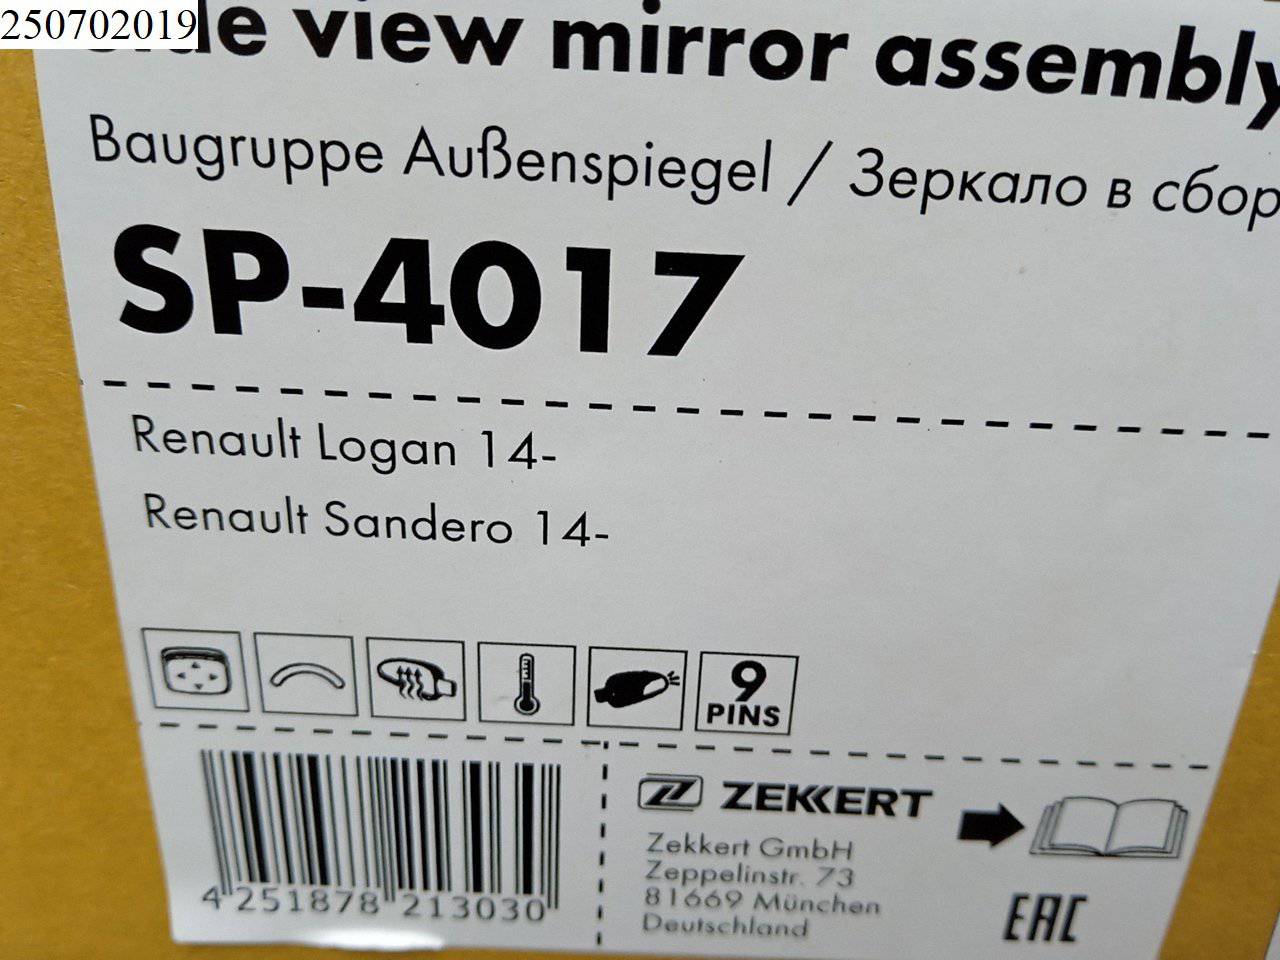 250702019
view mirror assembly
Baugruppe Außenspiegel / Зеркало в сбор
SP-4017
Renault Logan 14-
Renault Sandero 14-
9
PINS
4 251878 213030
ZEKKERT
Zekkert GmbH
Zeppelinstr. 73
81669 München
Deutschland
EAC